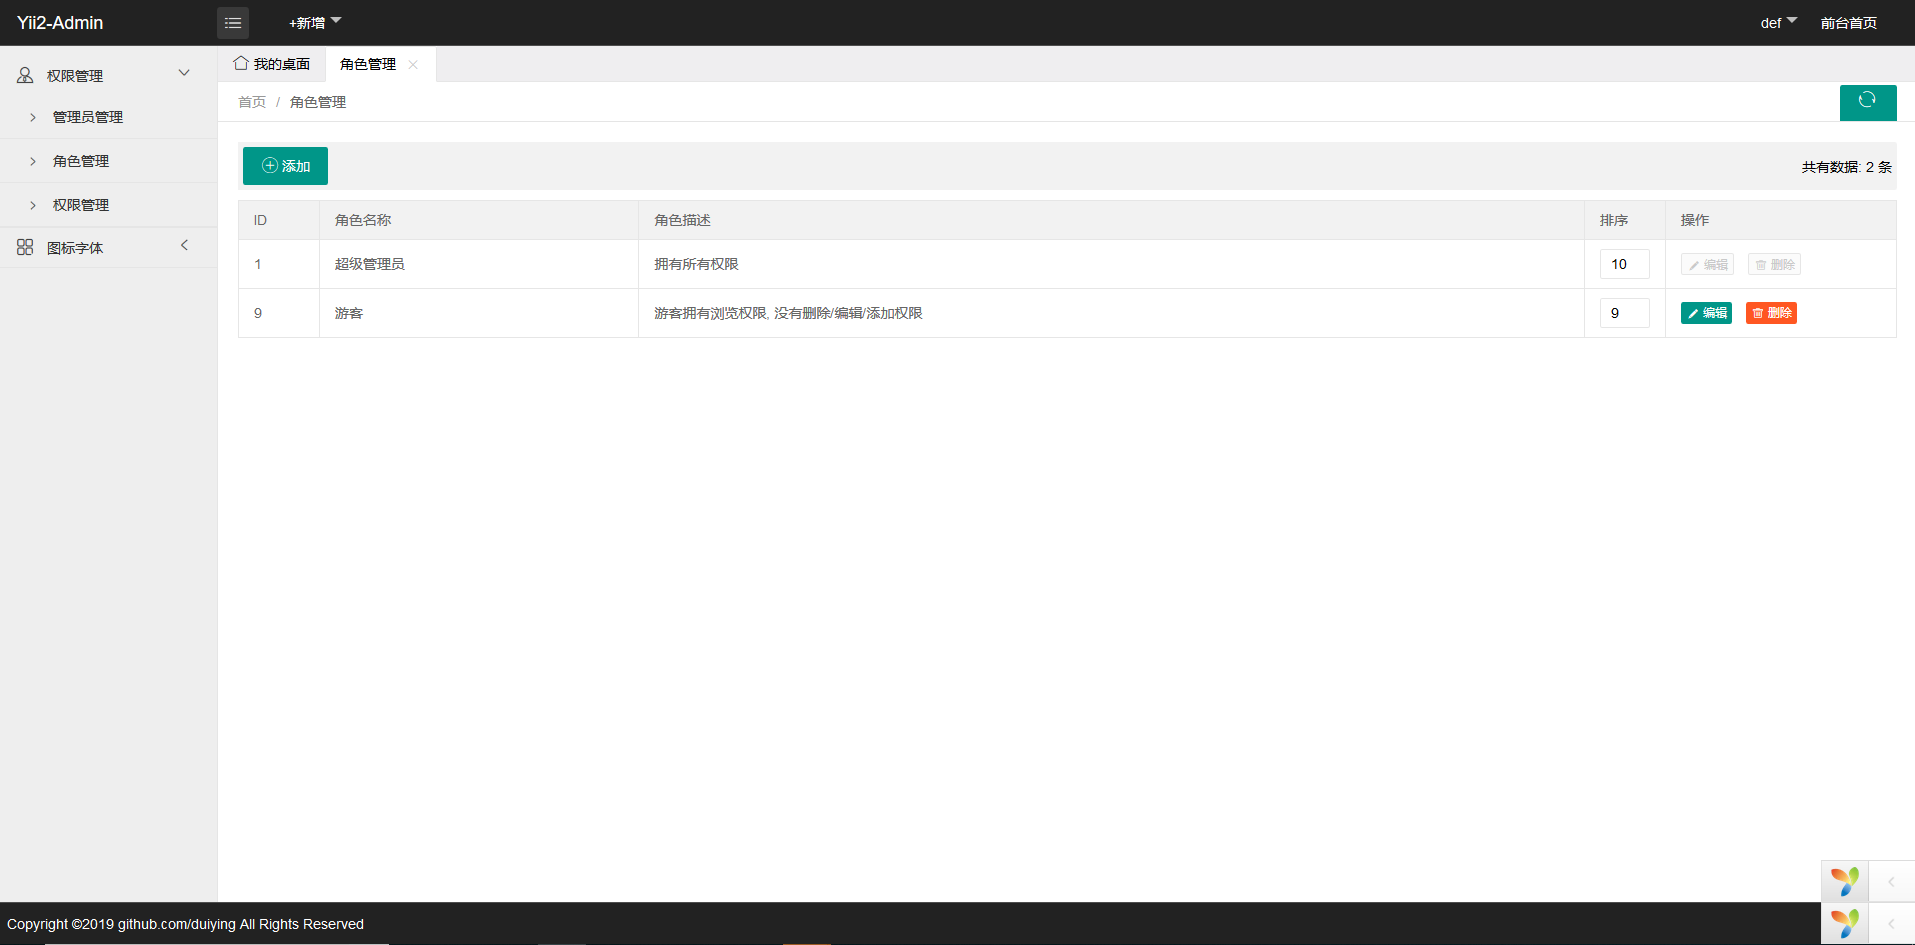 Yii2-Admin
+新增
def
前台首页
权限管理
管理员管理
角色管理
权限管理
图标字体
我的桌面
角色管理
首页 / 角色管理
添加
共有数据: 2 条
ID 角色名称 角色描述 排序 操作
1 超级管理员 拥有所有权限 10 编辑 删除
9 游客 游客拥有浏览权限, 没有删除/编辑/添加权限 9 编辑 删除
Copyright ©2019 github.com/duiying All Rights Reserved